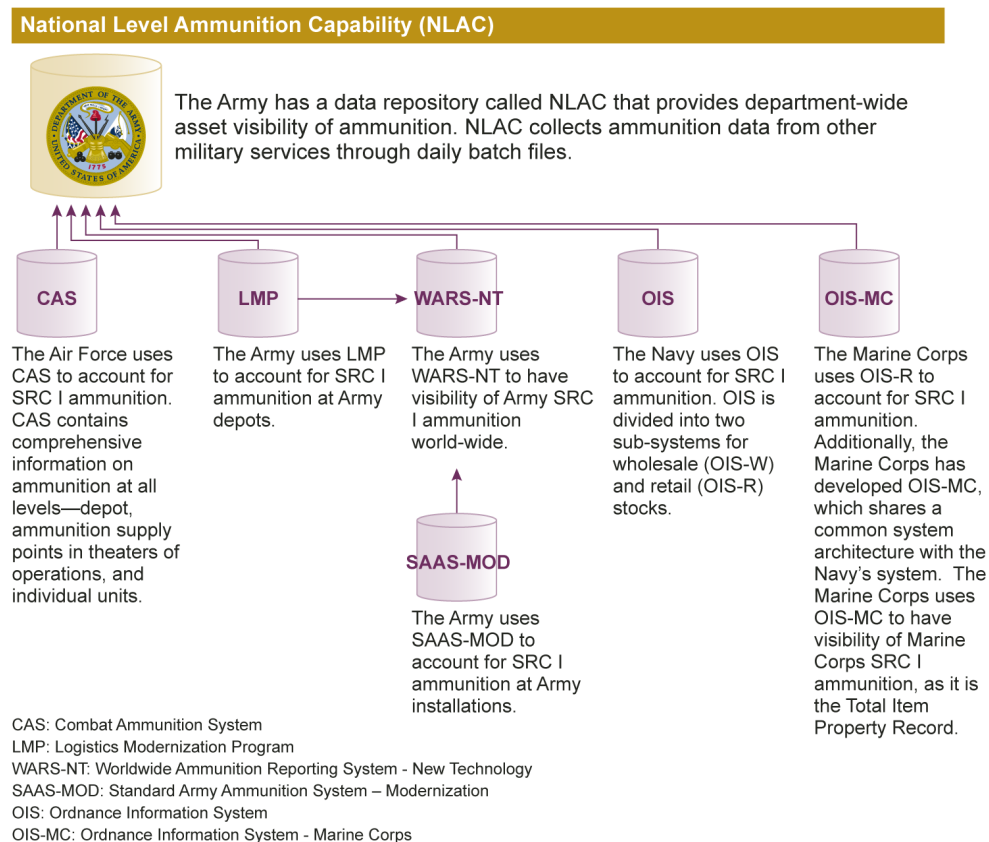 National Level Ammunition Capability (NLAC)
DEPARTMENT OF THE ARMY
UNITED STATES OF AMERICA
1775
The Army has a data repository called NLAC that provides department-wide
asset visibility of ammunition. NLAC collects ammunition data from other
military services through daily batch files.
CAS
The Air Force uses
CAS to account for
SRC I ammunition.
CAS contains
comprehensive
information on
ammunition at all
levels—depot,
ammunition supply
points in theaters of
operations, and
individual units.
LMP
The Army uses LMP
to account for SRC I
ammunition at Army
depots.
WARS-NT
The Army uses
WARS-NT to have
visibility of Army SRC
I ammunition
world-wide.
SAAS-MOD
The Army uses
SAAS-MOD to
account for SRC I
ammunition at Army
installations.
OIS
The Navy uses OIS
to account for SRC I
ammunition. OIS is
divided into two
sub-systems for
wholesale (OIS-W)
and retail (OIS-R)
stocks.
OIS-MC
The Marine Corps
uses OIS-R to
account for SRC I
ammunition.
Additionally, the
Marine Corps has
developed OIS-MC,
which shares a
common system
architecture with the
Navy’s system.  The
Marine Corps uses
OIS-MC to have
visibility of Marine
Corps SRC I
ammunition, as it is
the Total Item
Property Record.
CAS: Combat Ammunition System
LMP: Logistics Modernization Program
WARS-NT: Worldwide Ammunition Reporting System - New Technology
SAAS-MOD: Standard Army Ammunition System – Modernization
OIS: Ordnance Information System
OIS-MC: Ordnance Information System - Marine Corps